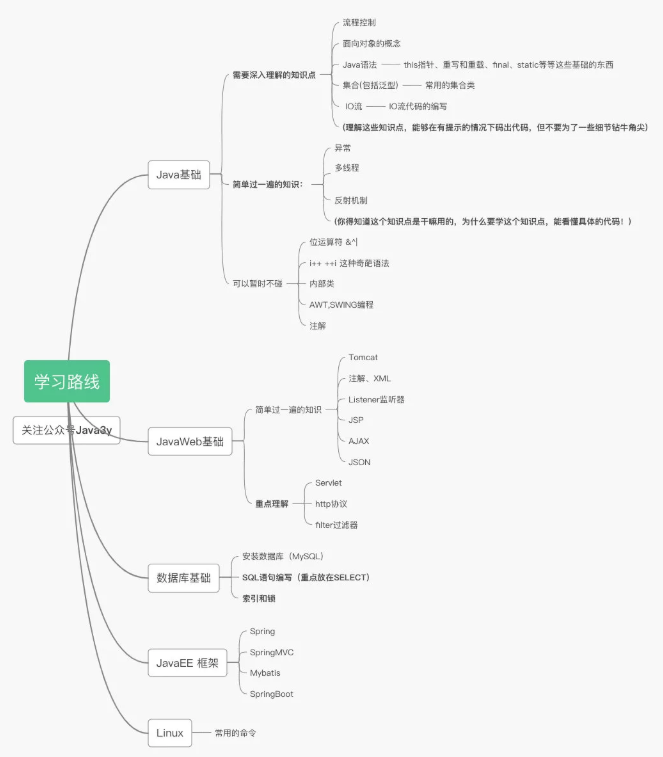 流程控制
面向对象的概念
需要深入理解的知识点
Java语法
this指针、重写和重载、final、static等等这些基础的东西
集合(包括泛型)
常用的集合类
IO流
IO流代码的编写
(理解这些知识点，能够在有提示的情况下码出代码，但不要为了一些细节钻牛角尖)
Java基础
异常
多线程
简单过一遍的知识：
反射机制
(你得知道这个知识点是干嘛用的，为什么要学这个知识点，能看懂具体的代码！)
位运算符 &^|
i++ ++i 这种奇葩语法
可以暂时不碰
内部类
AWT,SWING编程
注解
学习路线
关注公众号Java3y
Tomcat
注解、XML
简单过一遍的知识
Listener监听器
JSP
AJAX
JSON
JavaWeb基础
Servlet
重点理解
http协议
filter过滤器
安装数据库（MySQL）
数据库基础
SQL语句编写（重点放在SELECT）
索引和锁
Spring
SpringMVC
JavaEE 框架
Mybatis
SpringBoot
Linux
常用的命令